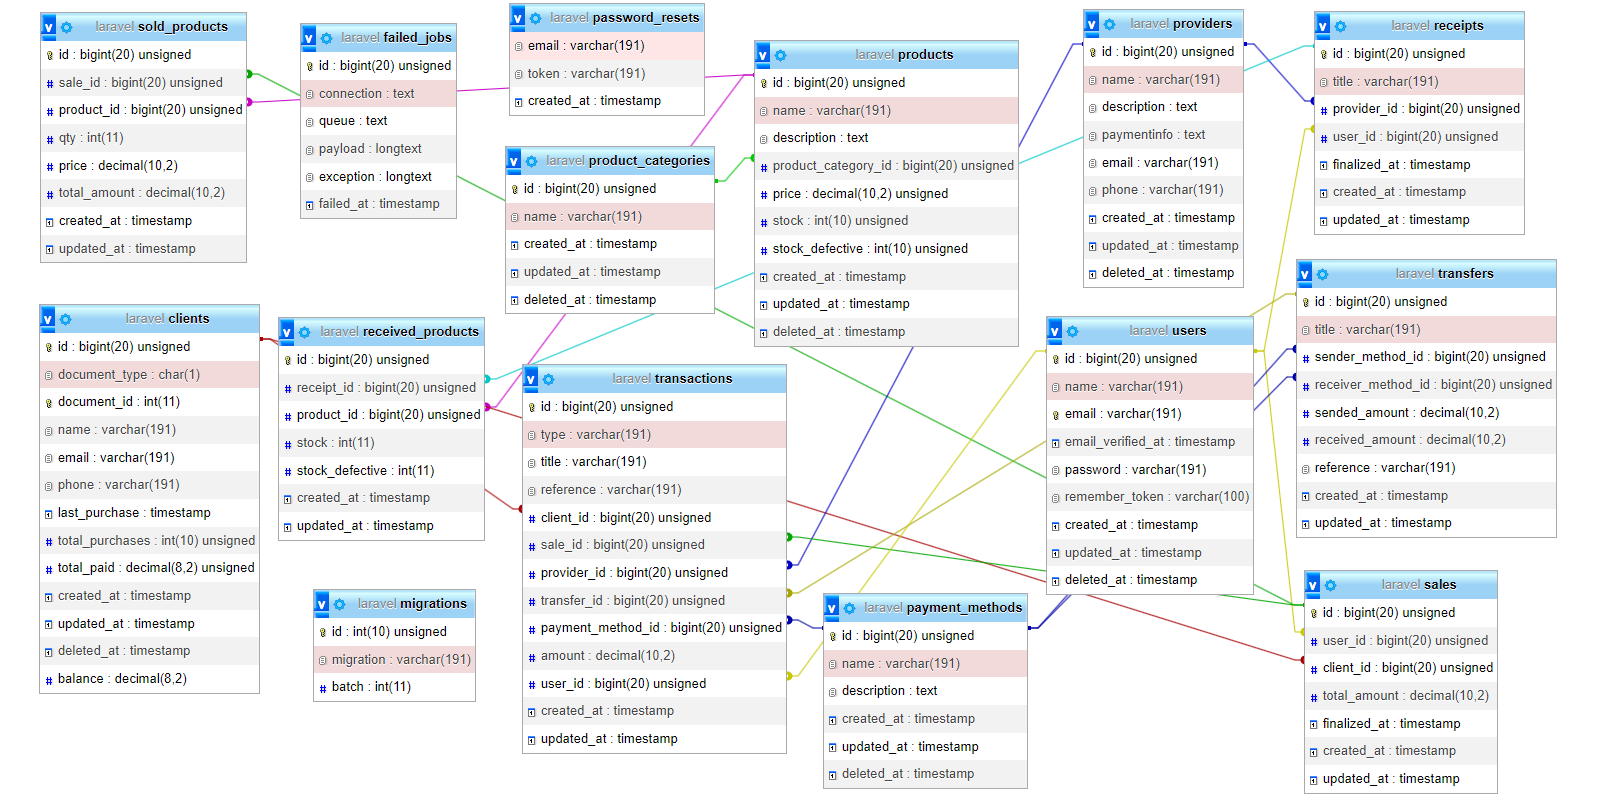 laravel sold_products
id : bigint(20) unsigned
sale_id : bigint(20) unsigned
product_id : bigint(20) unsigned
qty : int(11)
price : decimal(10,2)
total_amount : decimal(10,2)
created_at : timestamp
updated_at : timestamp
laravel failed_jobs
id : bigint(20) unsigned
connection : text
queue : text
payload : longtext
exception : longtext
failed_at : timestamp
laravel password_resets
email : varchar(191)
token : varchar(191)
created_at : timestamp
laravel product_categories
id : bigint(20) unsigned
name : varchar(191)
created_at : timestamp
updated_at : timestamp
deleted_at : timestamp
laravel products
id : bigint(20) unsigned
name : varchar(191)
description : text
product_category_id : bigint(20) unsigned
price : decimal(10,2) unsigned
stock : int(10) unsigned
stock_defective : int(10) unsigned
created_at : timestamp
updated_at : timestamp
deleted_at : timestamp
laravel providers
id : bigint(20) unsigned
name : varchar(191)
description : text
paymentinfo : text
email : varchar(191)
phone : varchar(191)
created_at : timestamp
updated_at : timestamp
deleted_at : timestamp
laravel receipts
id : bigint(20) unsigned
title : varchar(191)
provider_id : bigint(20) unsigned
user_id : bigint(20) unsigned
finalized_at : timestamp
created_at : timestamp
updated_at : timestamp
laravel clients
id : bigint(20) unsigned
document_type : char(1)
document_id : int(11)
name : varchar(191)
email : varchar(191)
phone : varchar(191)
last_purchase : timestamp
total_purchases : int(10) unsigned
total_paid : decimal(8,2) unsigned
created_at : timestamp
updated_at : timestamp
deleted_at : timestamp
balance : decimal(8,2)
laravel received_products
id : bigint(20) unsigned
receipt_id : bigint(20) unsigned
product_id : bigint(20) unsigned
stock : int(11)
stock_defective : int(11)
created_at : timestamp
updated_at : timestamp
laravel migrations
id : int(10) unsigned
migration : varchar(191)
batch : int(11)
laravel transactions
id : bigint(20) unsigned
type : varchar(191)
title : varchar(191)
reference : varchar(191)
client_id : bigint(20) unsigned
sale_id : bigint(20) unsigned
provider_id : bigint(20) unsigned
transfer_id : bigint(20) unsigned
payment_method_id : bigint(20) unsigned
amount : decimal(10,2)
user_id : bigint(20) unsigned
created_at : timestamp
updated_at : timestamp
laravel payment_methods
id : bigint(20) unsigned
name : varchar(191)
description : text
created_at : timestamp
updated_at : timestamp
deleted_at : timestamp
laravel users
id : bigint(20) unsigned
name : varchar(191)
email : varchar(191)
email_verified_at : timestamp
password : varchar(191)
remember_token : varchar(100)
created_at : timestamp
updated_at : timestamp
deleted_at : timestamp
laravel transfers
id : bigint(20) unsigned
title : varchar(191)
sender_method_id : bigint(20) unsigned
receiver_method_id : bigint(20) unsigned
sended_amount : decimal(10,2)
received_amount : decimal(10,2)
reference : varchar(191)
created_at : timestamp
updated_at : timestamp
laravel sales
id : bigint(20) unsigned
user_id : bigint(20) unsigned
client_id : bigint(20) unsigned
total_amount : decimal(10,2)
finalized_at : timestamp
created_at : timestamp
updated_at : timestamp